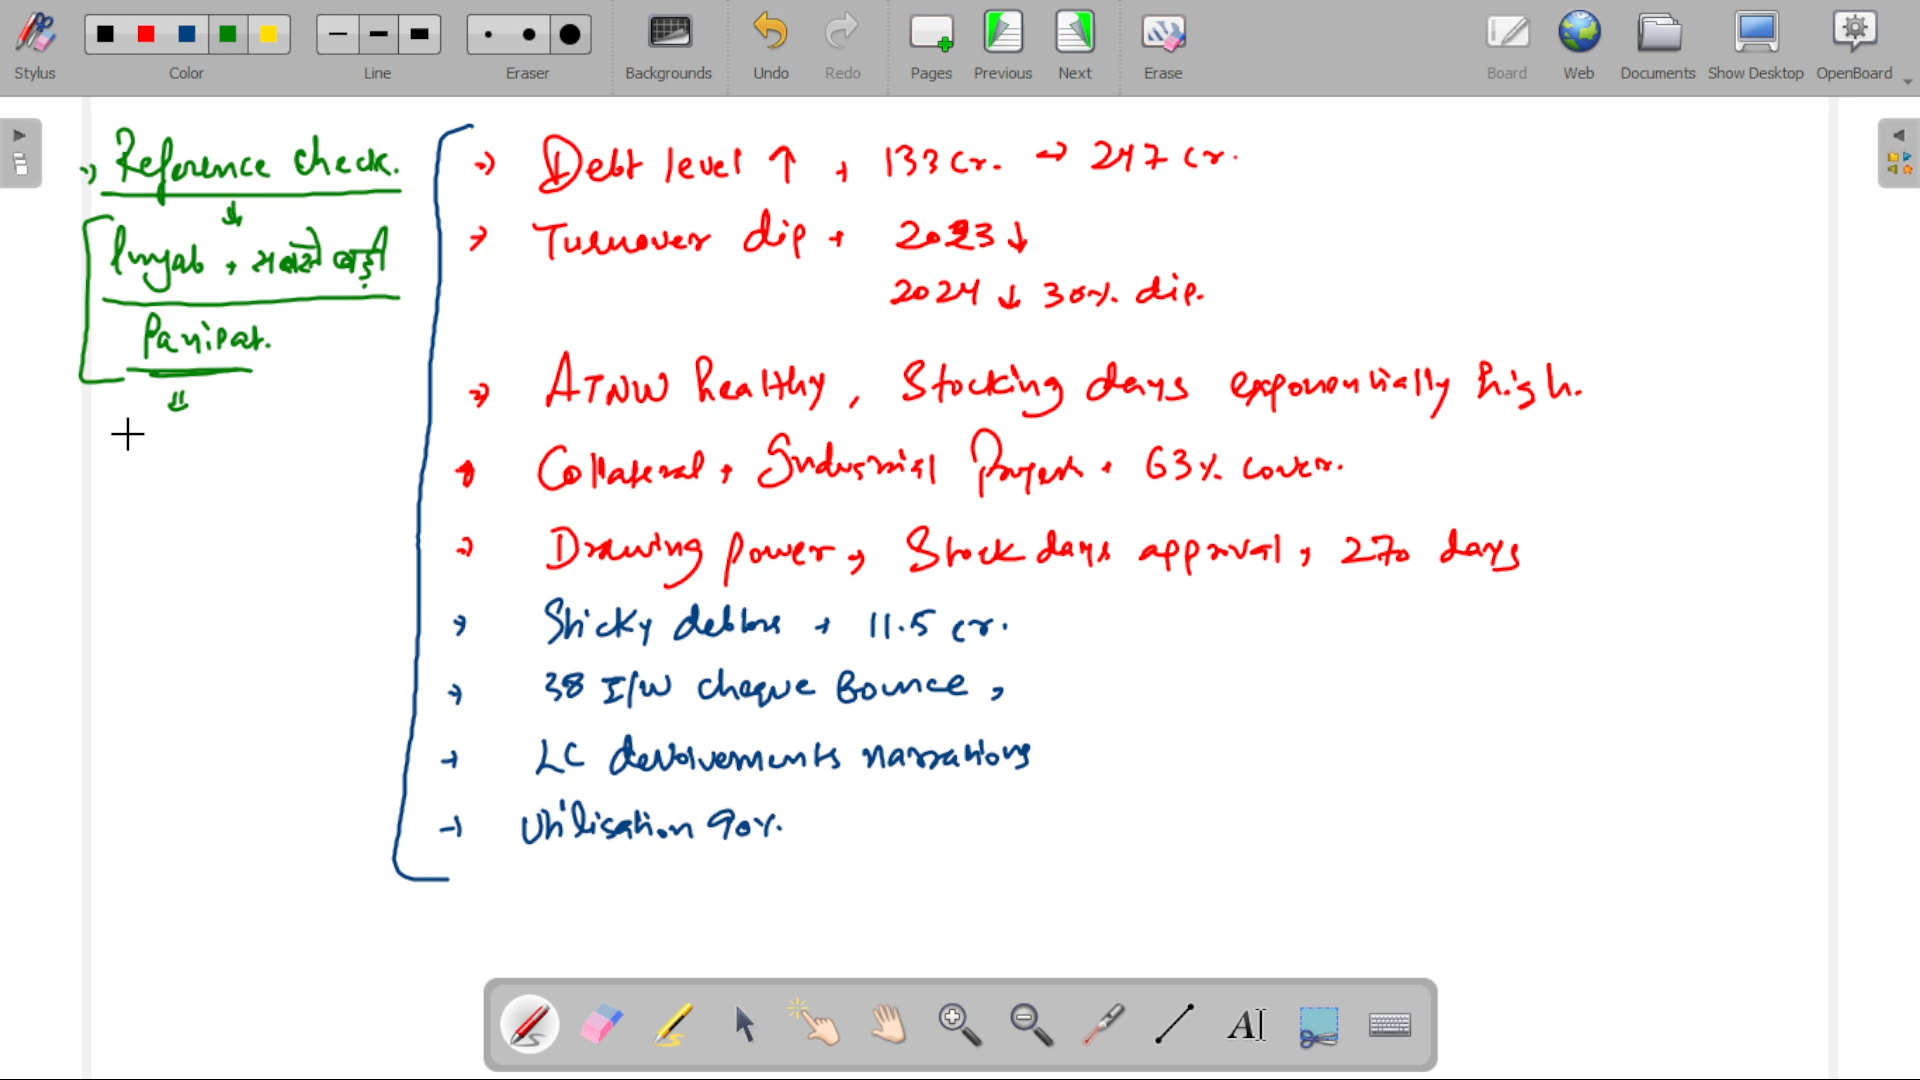 Stylus
Color
Line
Eraser
Backgrounds
Undo
Redo
Pages
Previous
Next
Erase
Board
Web
Documents
Show Desktop
OpenBoard
Reference check.
Punjab, सबसे बड़ी
Panipat.
Debt level ↑ + 133 cr. → 247 cr.
Turnover dip + 2023 ↓
2024 ↓ 30% dip.
ATNW healthy, Stocking days exponentially high.
Collateral, Industrial Property 63% cover.
Drawing power, Stock days approval, 270 days
Sticky debtors + 11.5 cr.
38 I/W cheque Bounce,
LC devolvements narrations
Utilisation 90%.